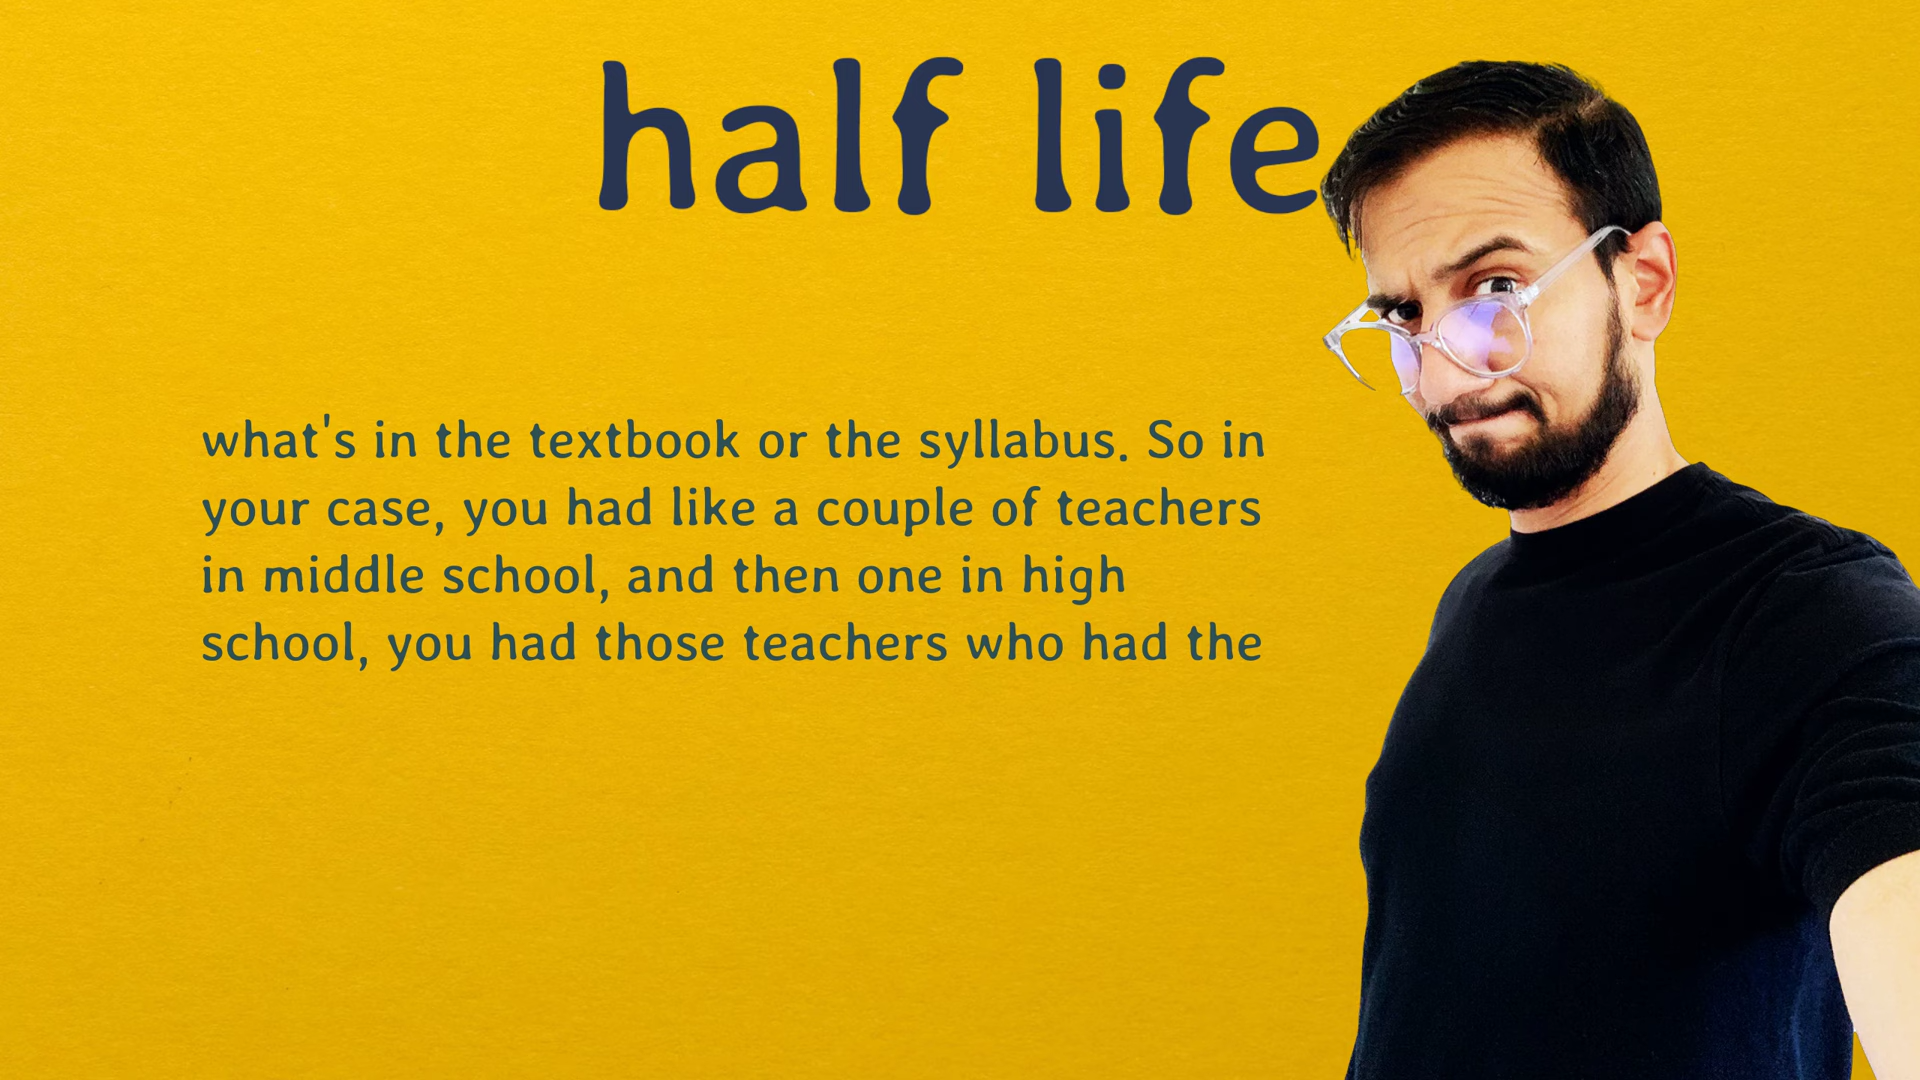 half life
what's in the textbook or the syllabus. So in
your case, you had like a couple of teachers
in middle school, and then one in high
school, you had those teachers who had the